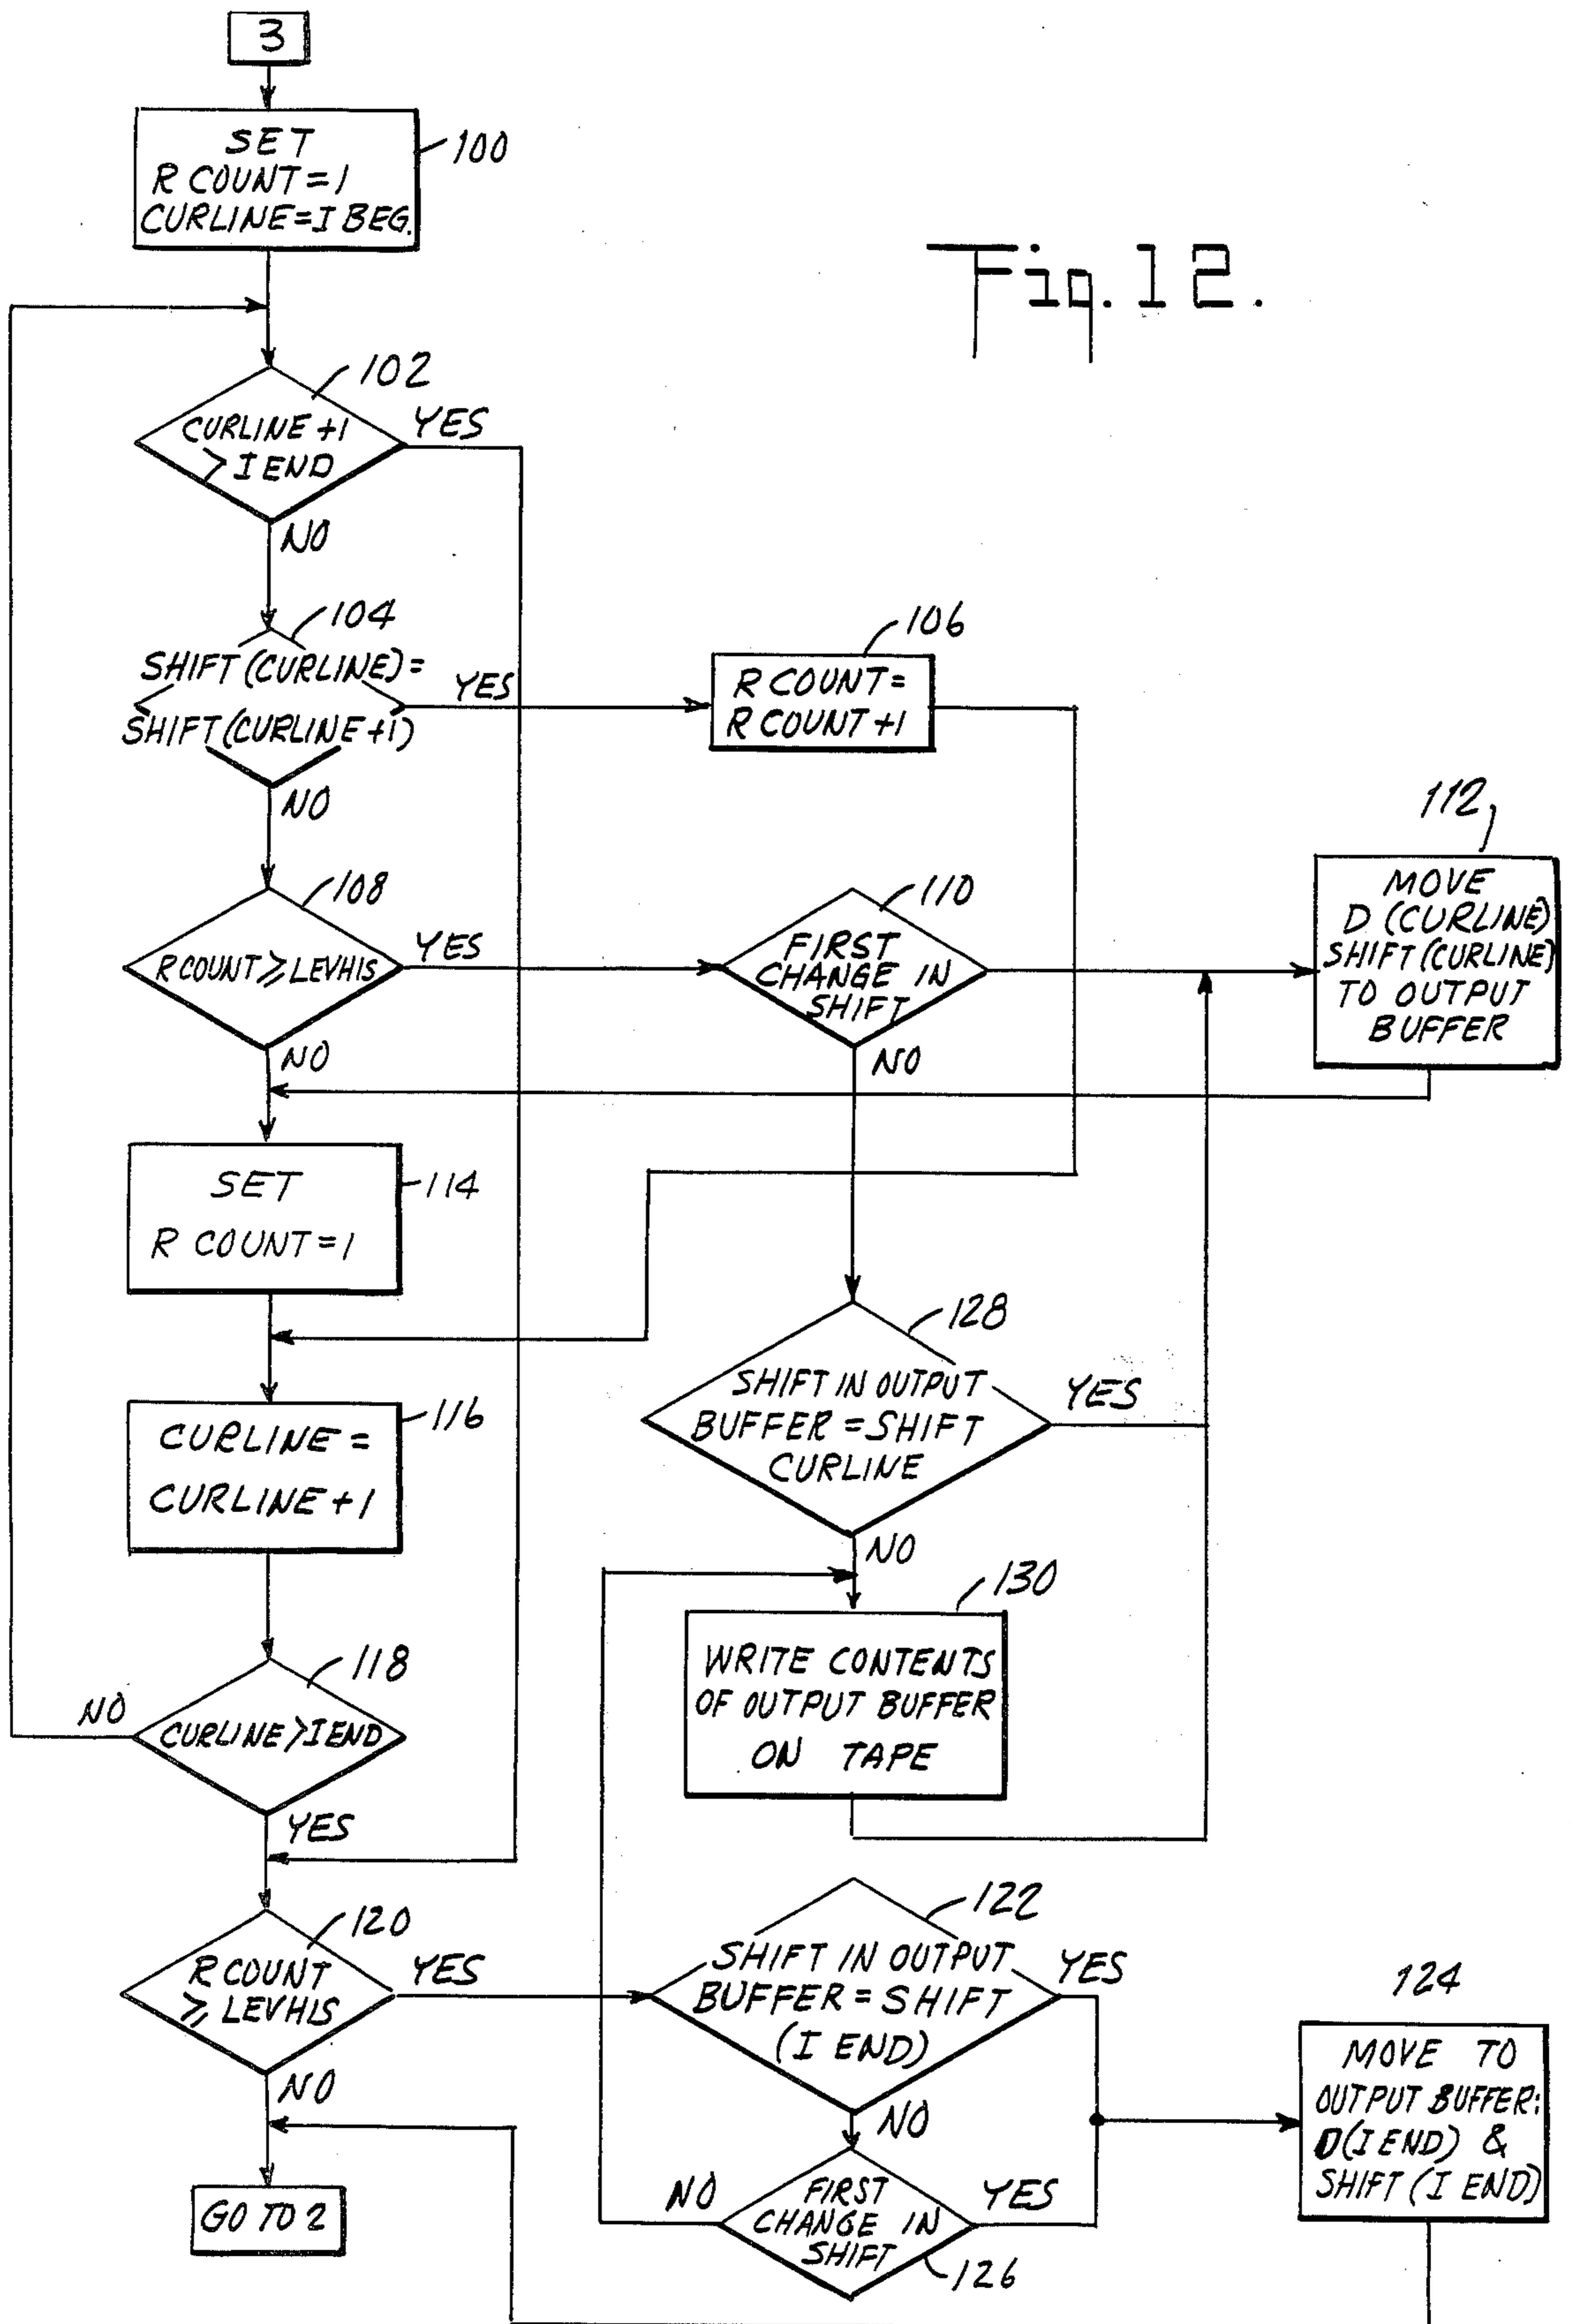 3
SET
R COUNT=1
CURLINE=I BEG.
100
Fig. 12.
102
CURLINE+1
>I END
YES
NO
104
SHIFT (CURLINE)=
SHIFT (CURLINE+1)
YES
NO
106
R COUNT=
R COUNT+1
108
R COUNT≥LEVHIS
YES
NO
110
FIRST
CHANGE IN
SHIFT
NO
112
MOVE
D (CURLINE)
SHIFT (CURLINE)
TO OUTPUT
BUFFER
SET
R COUNT=1
114
CURLINE=
CURLINE+1
116
128
SHIFT IN OUTPUT
BUFFER=SHIFT
CURLINE
YES
NO
118
CURLINE>I END
NO
YES
130
WRITE CONTENTS
OF OUTPUT BUFFER
ON TAPE
120
R COUNT
≥LEVHIS
YES
NO
122
SHIFT IN OUTPUT
BUFFER=SHIFT
(I END)
YES
NO
124
MOVE TO
OUTPUT BUFFER:
D(I END) &
SHIFT (I END)
GO TO 2
FIRST
CHANGE IN
SHIFT
NO
YES
126